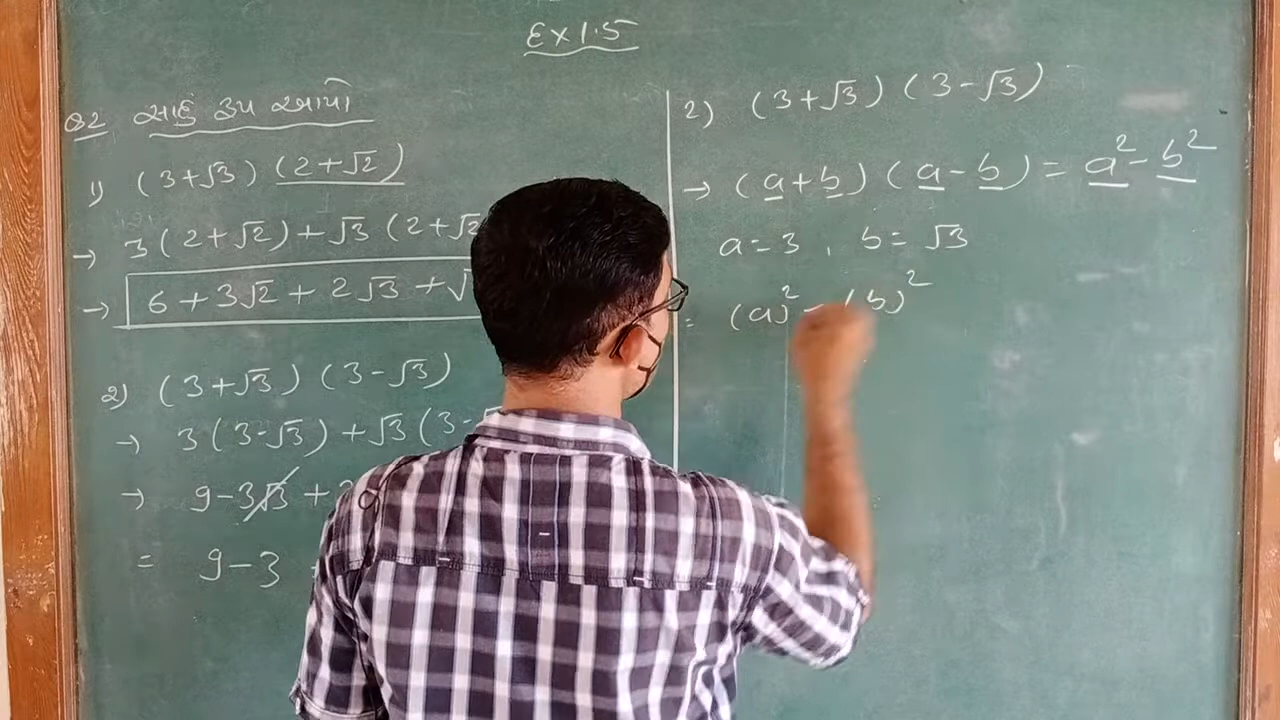 Ex 1.5
Q2 સાદું રૂપ આપો
1) (3+√3) (2+√2)
→ 3(2+√2)+√3(2+√2
→ 6+3√2+2√3+√
2) (3+√3) (3-√3)
→ 3(3-√3)+√3(3-
→ 9-3√3+3
= 9-3
2) (3+√3) (3-√3)
→ (a+b) (a-b) = a²-b²
a=3, b=√3
= (a)²-(b)²